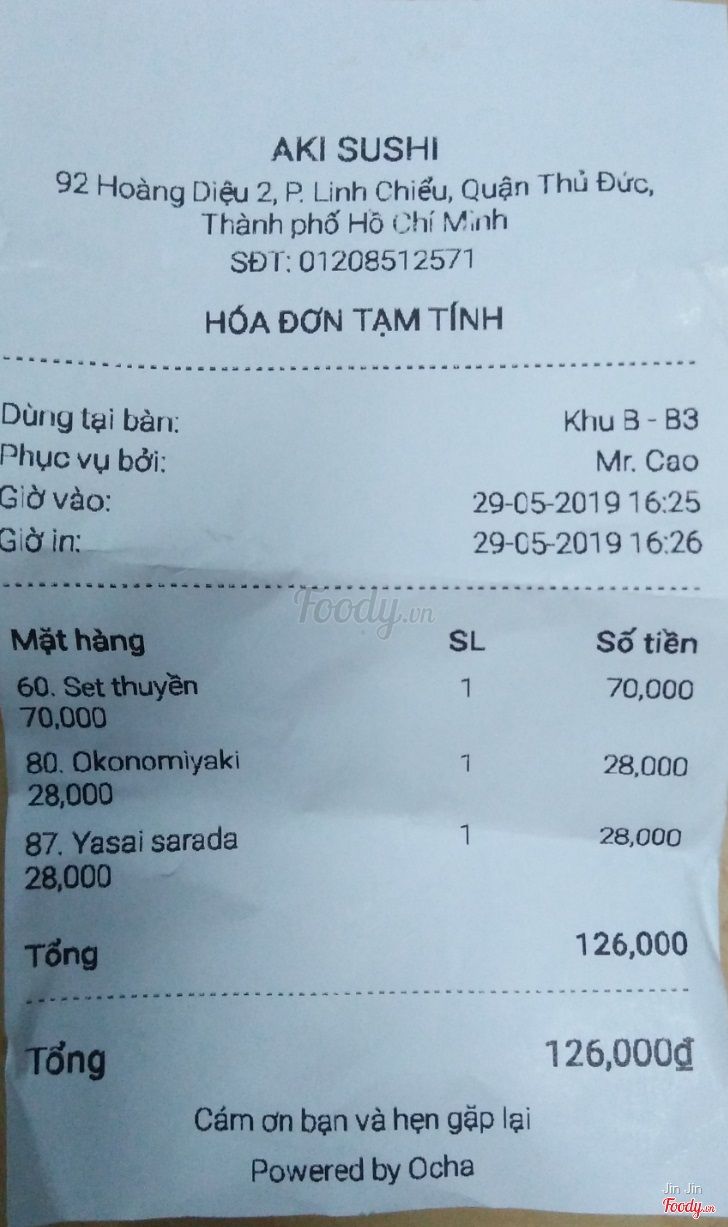 AKI SUSHI
92 Hoàng Diệu 2, P. Linh Chiểu, Quận Thủ Đức,
Thành phố Hồ Chí Minh
SĐT: 01208512571
HÓA ĐƠN TẠM TÍNH
Dùng tại bàn: Khu B - B3
Phục vụ bởi: Mr. Cao
Giờ vào: 29-05-2019 16:25
Giờ in: 29-05-2019 16:26
Foody.vn
Mặt hàng SL Số tiền
60. Set thuyền 1 70,000
70,000
80. Okonomiyaki 1 28,000
28,000
87. Yasai sarada 1 28,000
28,000
Tổng 126,000
Tổng 126,000₫
Cám ơn bạn và hẹn gặp lại
Powered by Ocha
Jin Jin
Foody.vn